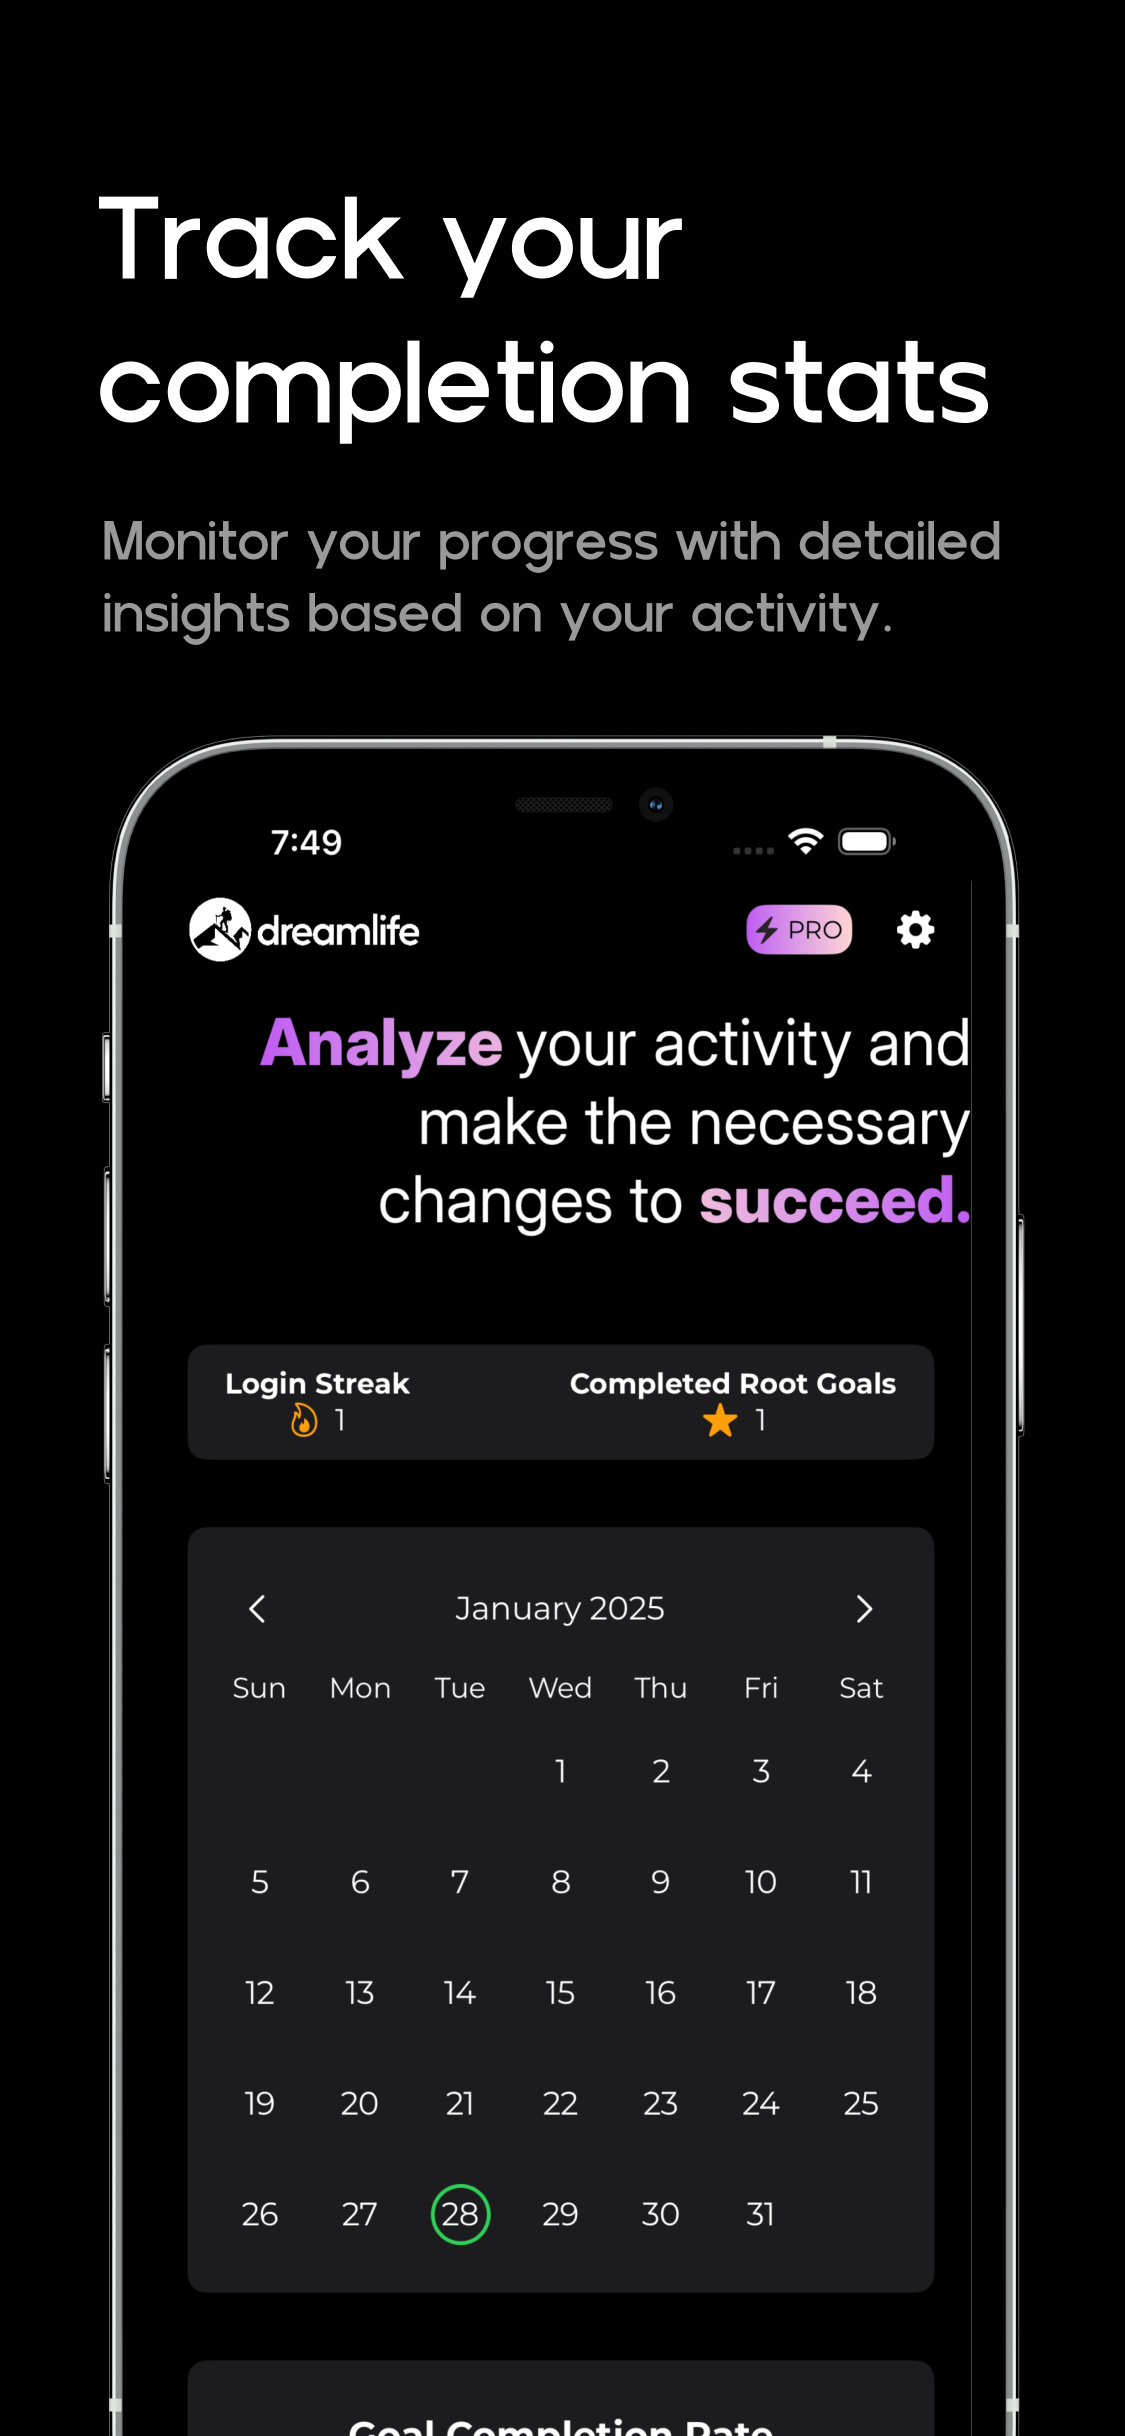 Track your
completion stats
Monitor your progress with detailed
insights based on your activity.
7:49
dreamlife
PRO
Analyze your activity and
make the necessary
changes to succeed.
Login Streak Completed Root Goals
1 1
January 2025
Sun Mon Tue Wed Thu Fri Sat
1 2 3 4
5 6 7 8 9 10 11
12 13 14 15 16 17 18
19 20 21 22 23 24 25
26 27 28 29 30 31
Goal Completion Rate